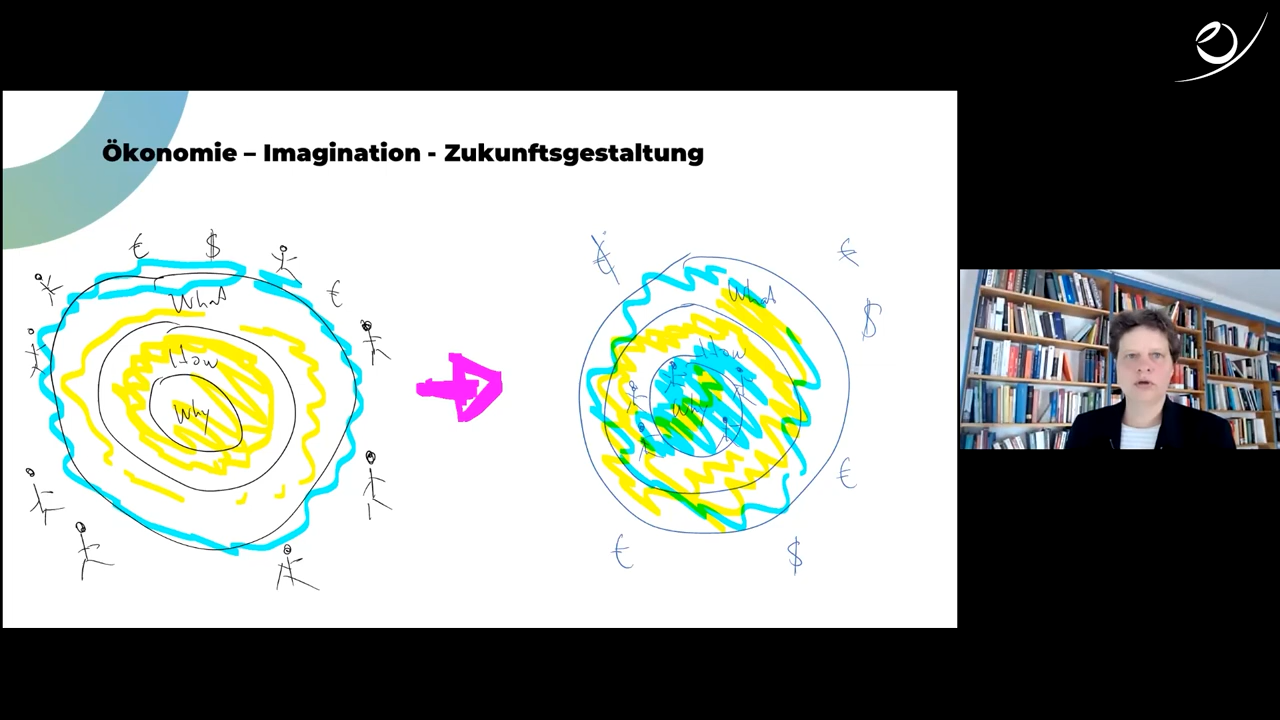 Ökonomie – Imagination - Zukunftsgestaltung
€ $
€
What
How
Why
€ €
$
What
How
Why
€
€ $